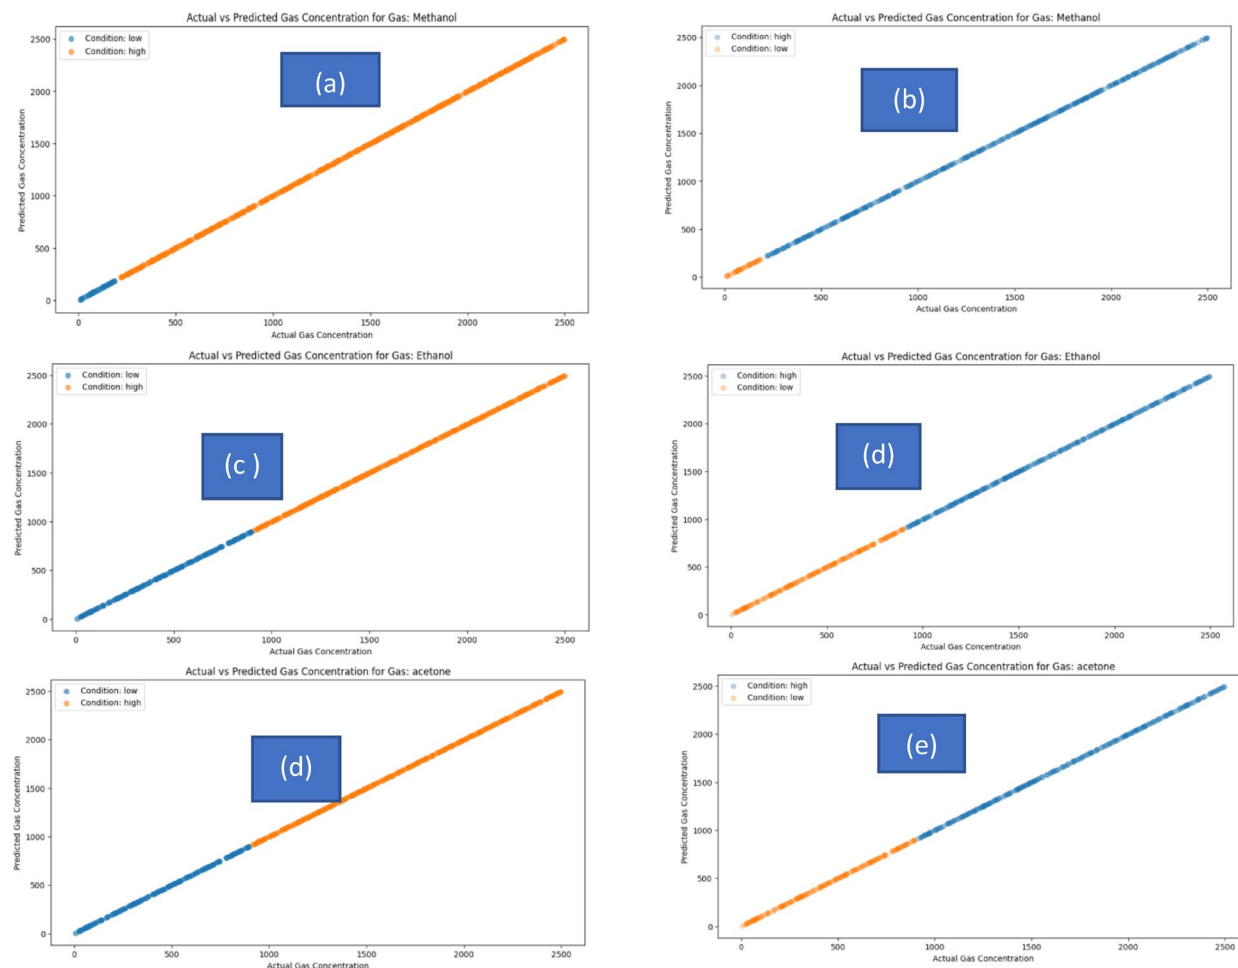 Actual vs Predicted Gas Concentration for Gas: Methanol
Condition: low
Condition: high
(a)
2500
2000
1500
1000
500
0
Predicted Gas Concentration
0 500 1000 1500 2000 2500
Actual Gas Concentration
Actual vs Predicted Gas Concentration for Gas: Methanol
Condition: high
Condition: low
(b)
2500
2000
1500
1000
500
0
Predicted Gas Concentration
0 500 1000 1500 2000 2500
Actual Gas Concentration
Actual vs Predicted Gas Concentration for Gas: Ethanol
Condition: low
Condition: high
(c )
2500
2000
1500
1000
500
0
Predicted Gas Concentration
0 500 1000 1500 2000 2500
Actual Gas Concentration
Actual vs Predicted Gas Concentration for Gas: Ethanol
Condition: high
Condition: low
(d)
2500
2000
1500
1000
500
0
Predicted Gas Concentration
0 500 1000 1500 2000 2500
Actual Gas Concentration
Actual vs Predicted Gas Concentration for Gas: acetone
Condition: low
Condition: high
(d)
2500
2000
1500
1000
500
0
Predicted Gas Concentration
0 500 1000 1500 2000 2500
Actual Gas Concentration
Actual vs Predicted Gas Concentration for Gas: acetone
Condition: high
Condition: low
(e)
2500
2000
1500
1000
500
0
Predicted Gas Concentration
0 500 1000 1500 2000 2500
Actual Gas Concentration